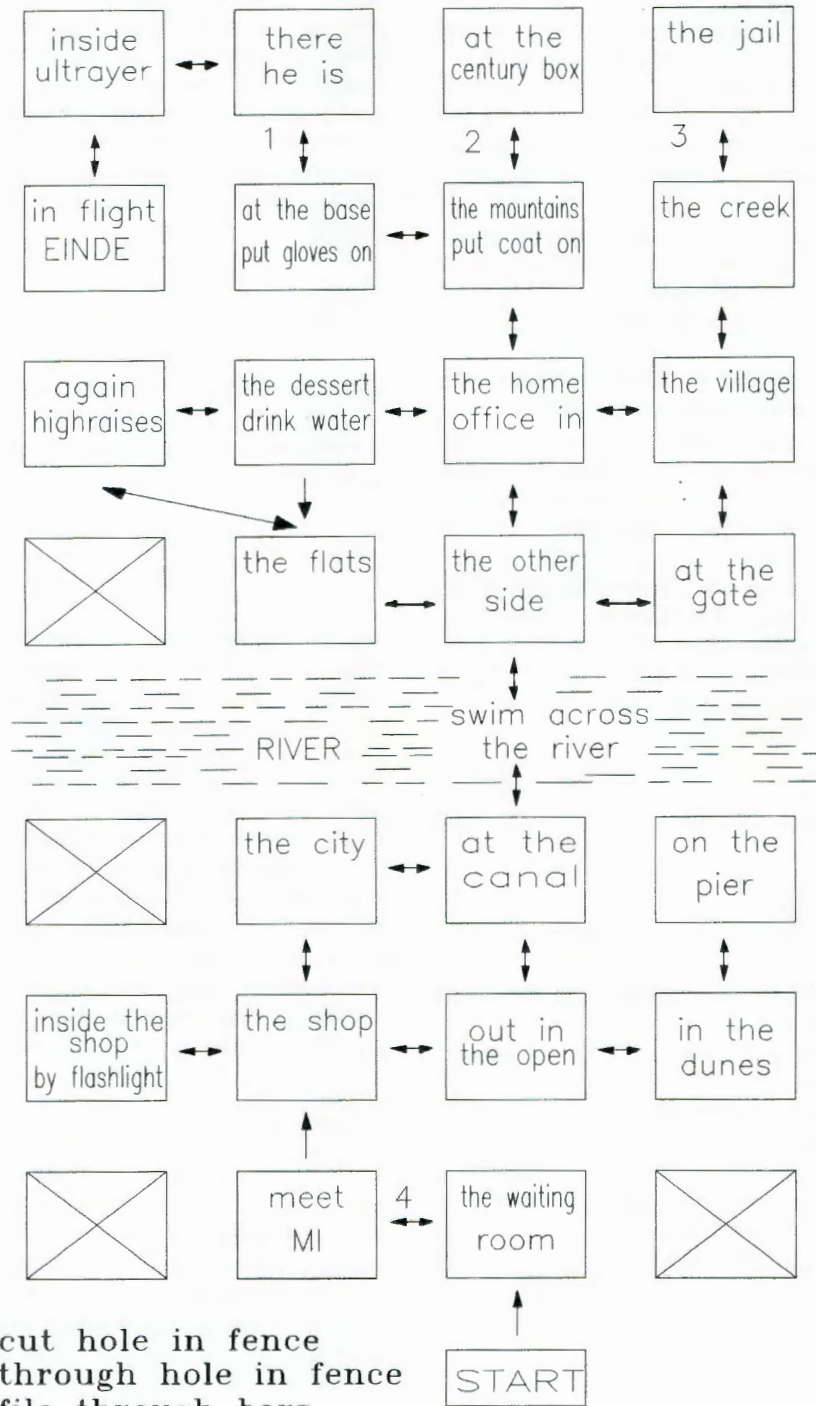 inside
ultrayer
there
he is
at the
century box
the jail
1
2
3
in flight
EINDE
at the base
put gloves on
the mountains
put coat on
the creek
again
highraises
the dessert
drink water
the home
office in
the village
the flats
the other
side
at the
gate
RIVER
swim across
the river
the city
at the
canal
on the
pier
inside the
shop
by flashlight
the shop
out in
the open
in the
dunes
meet
MI
4
the waiting
room
START
cut hole in fence
through hole in fence